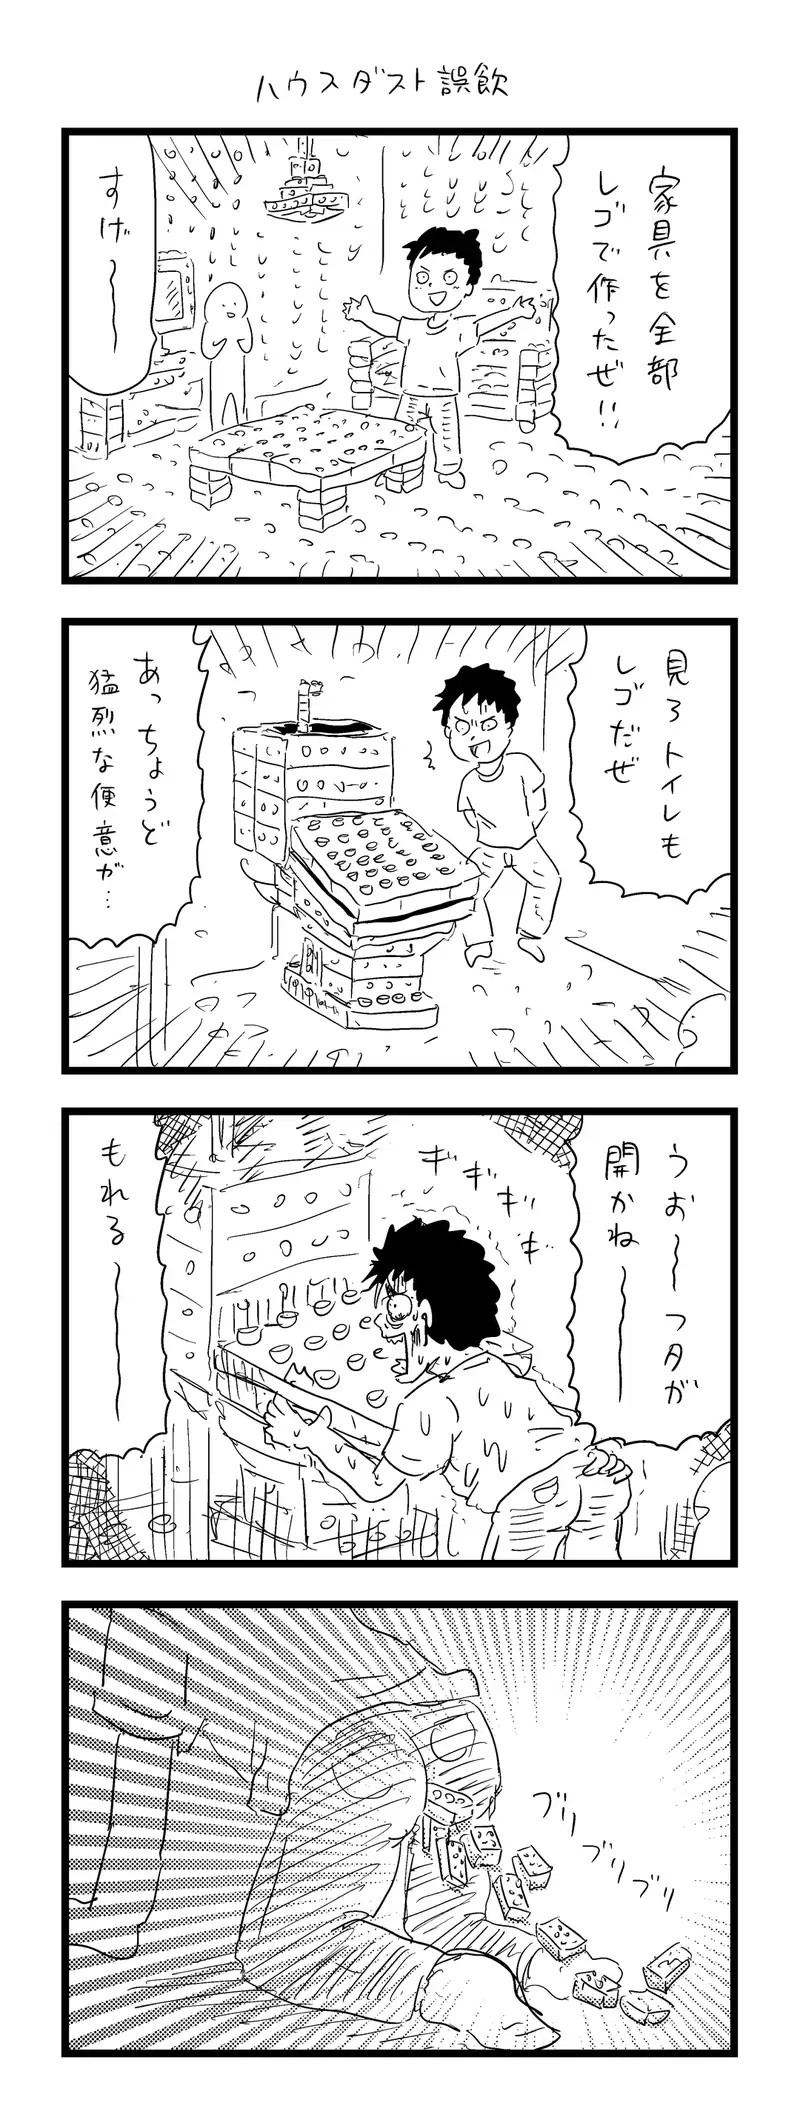 ハウスダスト誤飲
家具を全部
レゴで作ったぜ!!
すげ〜〜
見ろトイレも
レゴだぜ
あっちょうど
猛烈な便意が…
うお〜〜フタが
開かね〜〜
ギギギギギ
もれる〜〜
ブリブリブリブリ